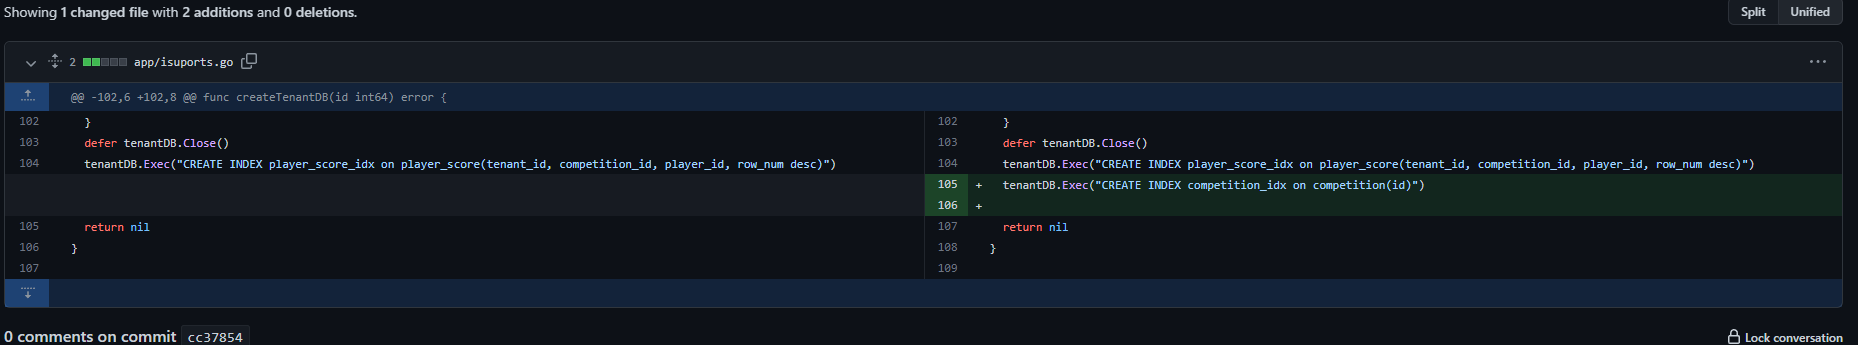 Showing 1 changed file with 2 additions and 0 deletions.
Split Unified
2 app/isuports.go
@@ -102,6 +102,8 @@ func createTenantDB(id int64) error {
102 } 102 }
103 defer tenantDB.Close() 103 defer tenantDB.Close()
104 tenantDB.Exec("CREATE INDEX player_score_idx on player_score(tenant_id, competition_id, player_id, row_num desc)") 104 tenantDB.Exec("CREATE INDEX player_score_idx on player_score(tenant_id, competition_id, player_id, row_num desc)")
105 + tenantDB.Exec("CREATE INDEX competition_idx on competition(id)")
106 +
105 return nil 107 return nil
106 } 108 }
107 109
0 comments on commit cc37854
Lock conversation